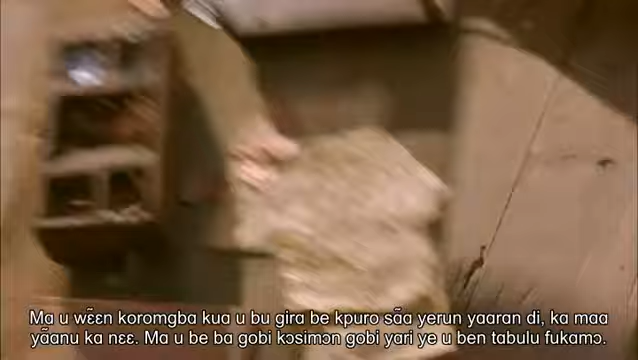 Ma u wɛ̃ɛn koromgba kua u bu gira be kpuro sãa yerun yaaran di, ka maa
yãanu ka nɛɛ. Ma u be ba gobi kɔsimɔn gobi yari ye u ben tabulu fukamɔ.